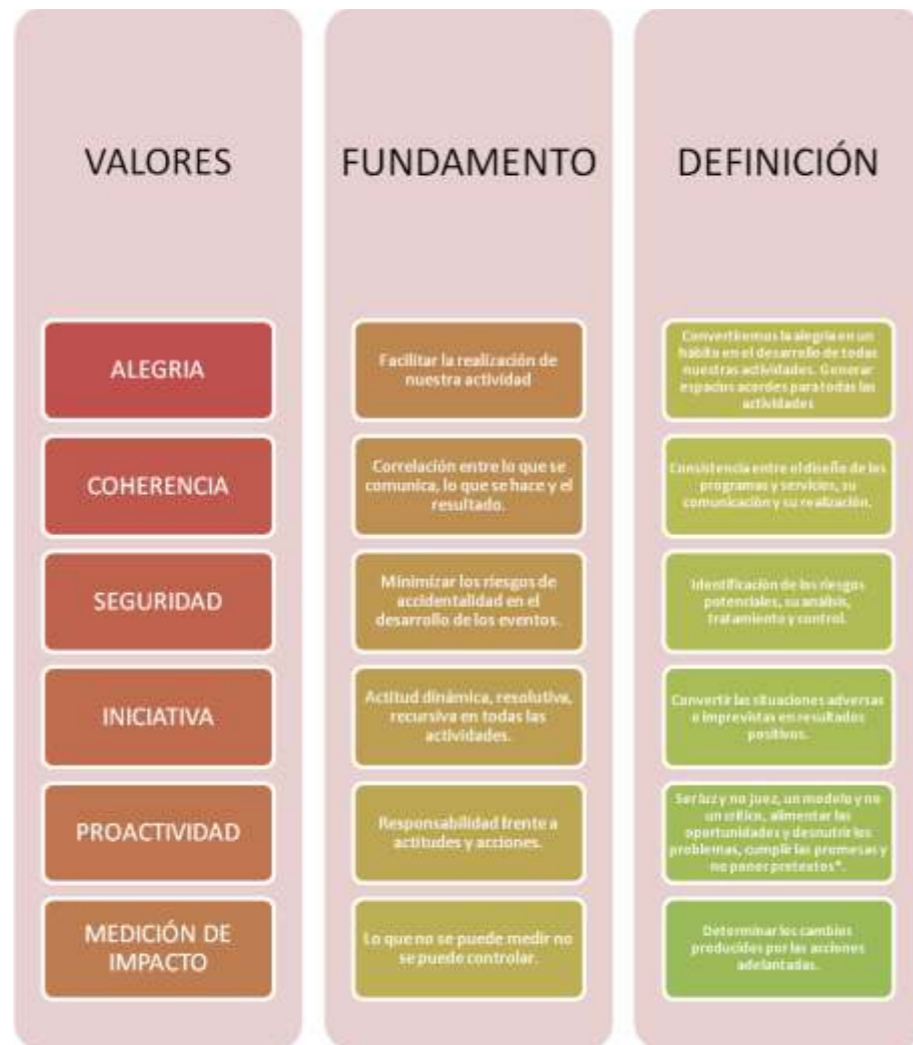 VALORES
FUNDAMENTO
DEFINICIÓN
ALEGRIA
Facilitar la realización de
nuestra actividad
Convertiremos la alegria en un
hábito en el desarrollo de todas
nuestras actividades. Generar
espacios acordes para todas las
actividades
COHERENCIA
Correlación entre lo que se
comunica, lo que se hace y el
resultado.
Consistencia entre el diseño de los
programas y servicios, su
comunicación y su realización.
SEGURIDAD
Minimizar los riesgos de
accidentalidad en el
desarrollo de los eventos.
Identificación de los riesgos
potenciales, su análisis,
tratamiento y control.
INICIATIVA
Actitud dinámica, resolutiva,
recursiva en todas las
actividades.
Convertir las situaciones adversas
o imprevistas en resultados
positivos.
PROACTIVIDAD
Responsabilidad frente a
actitudes y acciones.
Ser luz y no juez, un modelo y no
un crítico, alimentar las
oportunidades y desnutrir los
problemas, cumplir las promesas y
no poner pretextos*.
MEDICIÓN DE
IMPACTO
Lo que no se puede medir no
se puede controlar.
Determinar los cambios
producidos por las acciones
adelantadas.